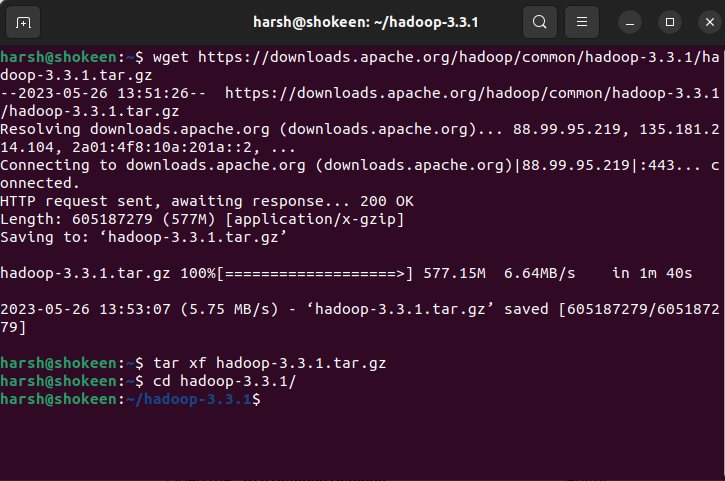 harsh@shokeen: ~/hadoop-3.3.1
harsh@shokeen:~$ wget https://downloads.apache.org/hadoop/common/hadoop-3.3.1/ha
doop-3.3.1.tar.gz
--2023-05-26 13:51:26--  https://downloads.apache.org/hadoop/common/hadoop-3.3.1
/hadoop-3.3.1.tar.gz
Resolving downloads.apache.org (downloads.apache.org)... 88.99.95.219, 135.181.2
14.104, 2a01:4f8:10a:201a::2, ...
Connecting to downloads.apache.org (downloads.apache.org)|88.99.95.219|:443... c
onnected.
HTTP request sent, awaiting response... 200 OK
Length: 605187279 (577M) [application/x-gzip]
Saving to: ‘hadoop-3.3.1.tar.gz’
hadoop-3.3.1.tar.gz 100%[===================>] 577.15M  6.64MB/s    in 1m 40s
2023-05-26 13:53:07 (5.75 MB/s) - ‘hadoop-3.3.1.tar.gz’ saved [605187279/6051872
79]
harsh@shokeen:~$ tar xf hadoop-3.3.1.tar.gz
harsh@shokeen:~$ cd hadoop-3.3.1/
harsh@shokeen:~/hadoop-3.3.1$